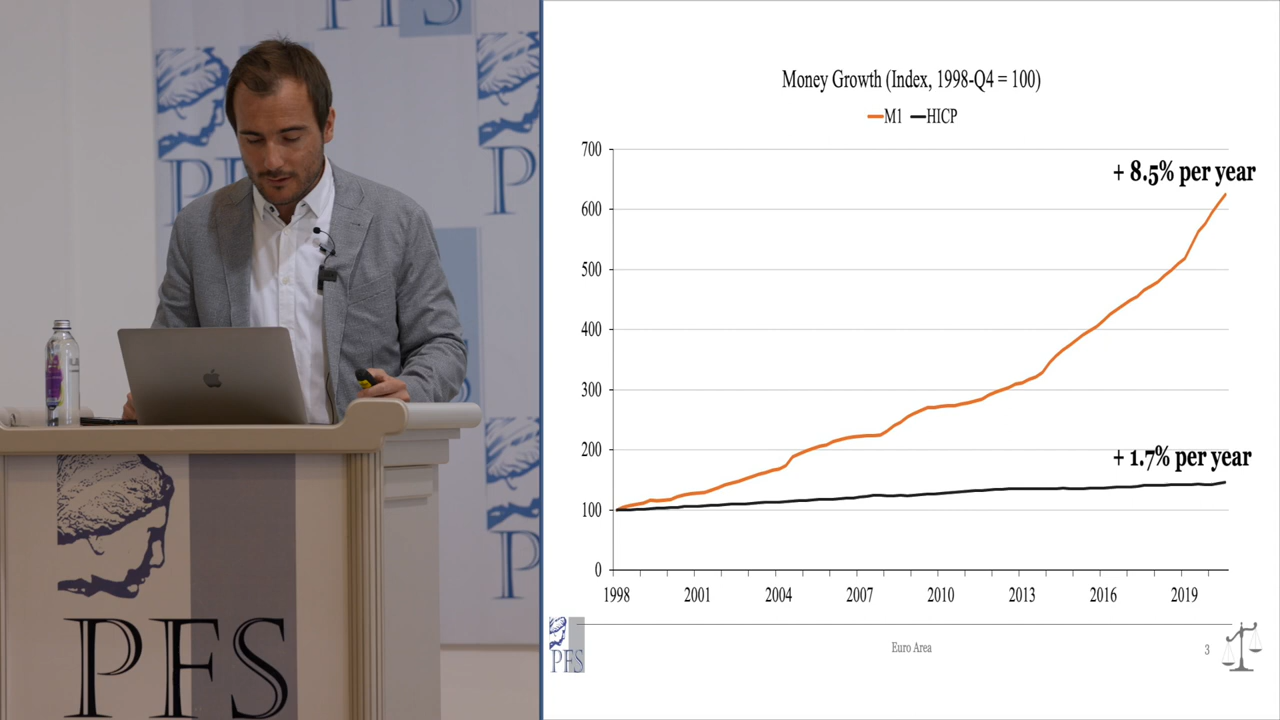 PFS
PFS
Money Growth (Index, 1998-Q4 = 100)
M1 HICP
700
600
500
400
300
200
100
0
+ 8.5% per year
+ 1.7% per year
1998 2001 2004 2007 2010 2013 2016 2019
PFS
Euro Area
3